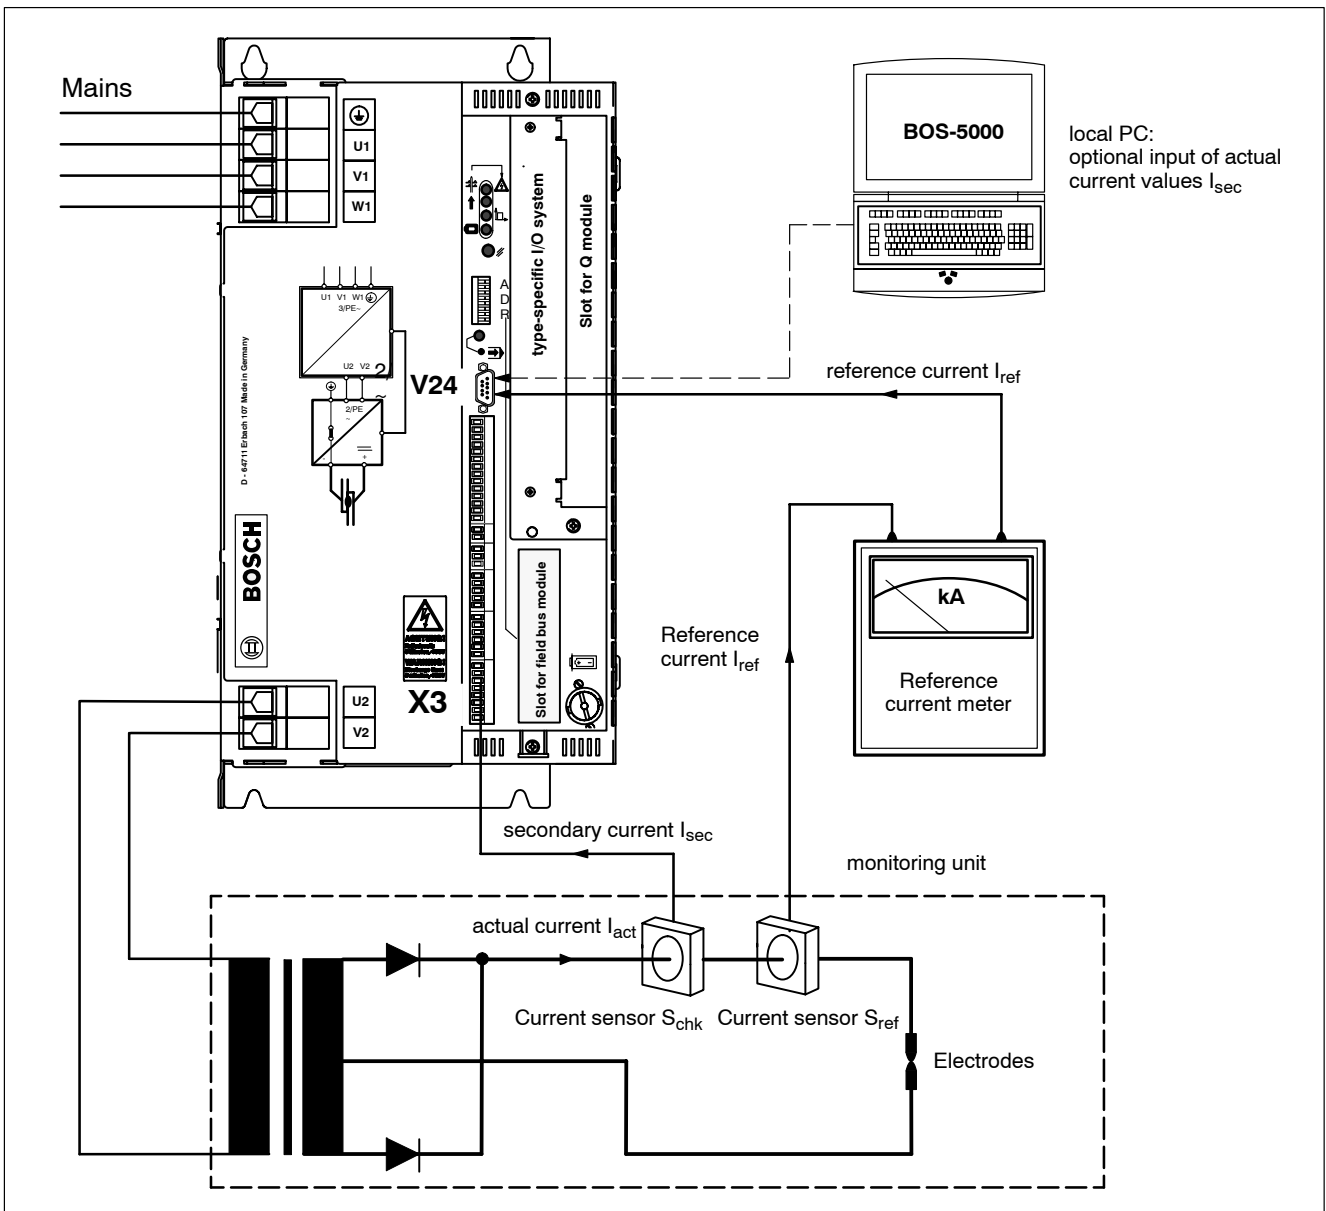 Mains
U1
V1
W1
BOS-5000
local PC:
optional input of actual
current values Isec
type-specific I/O system
Slot for Q module
A
D
R
U1 V1 W1
3/PE~
U2 V2
2/PE
~
V24
reference current Iref
D - 64711 Erbach 107 Made in Germany
BOSCH
kA
Reference
current meter
Reference
current Iref
Slot for field bus module
ACHTUNG!
WARNING!
X3
U2
V2
secondary current Isec
monitoring unit
actual current Iact
Current sensor Schk
Current sensor Sref
Electrodes